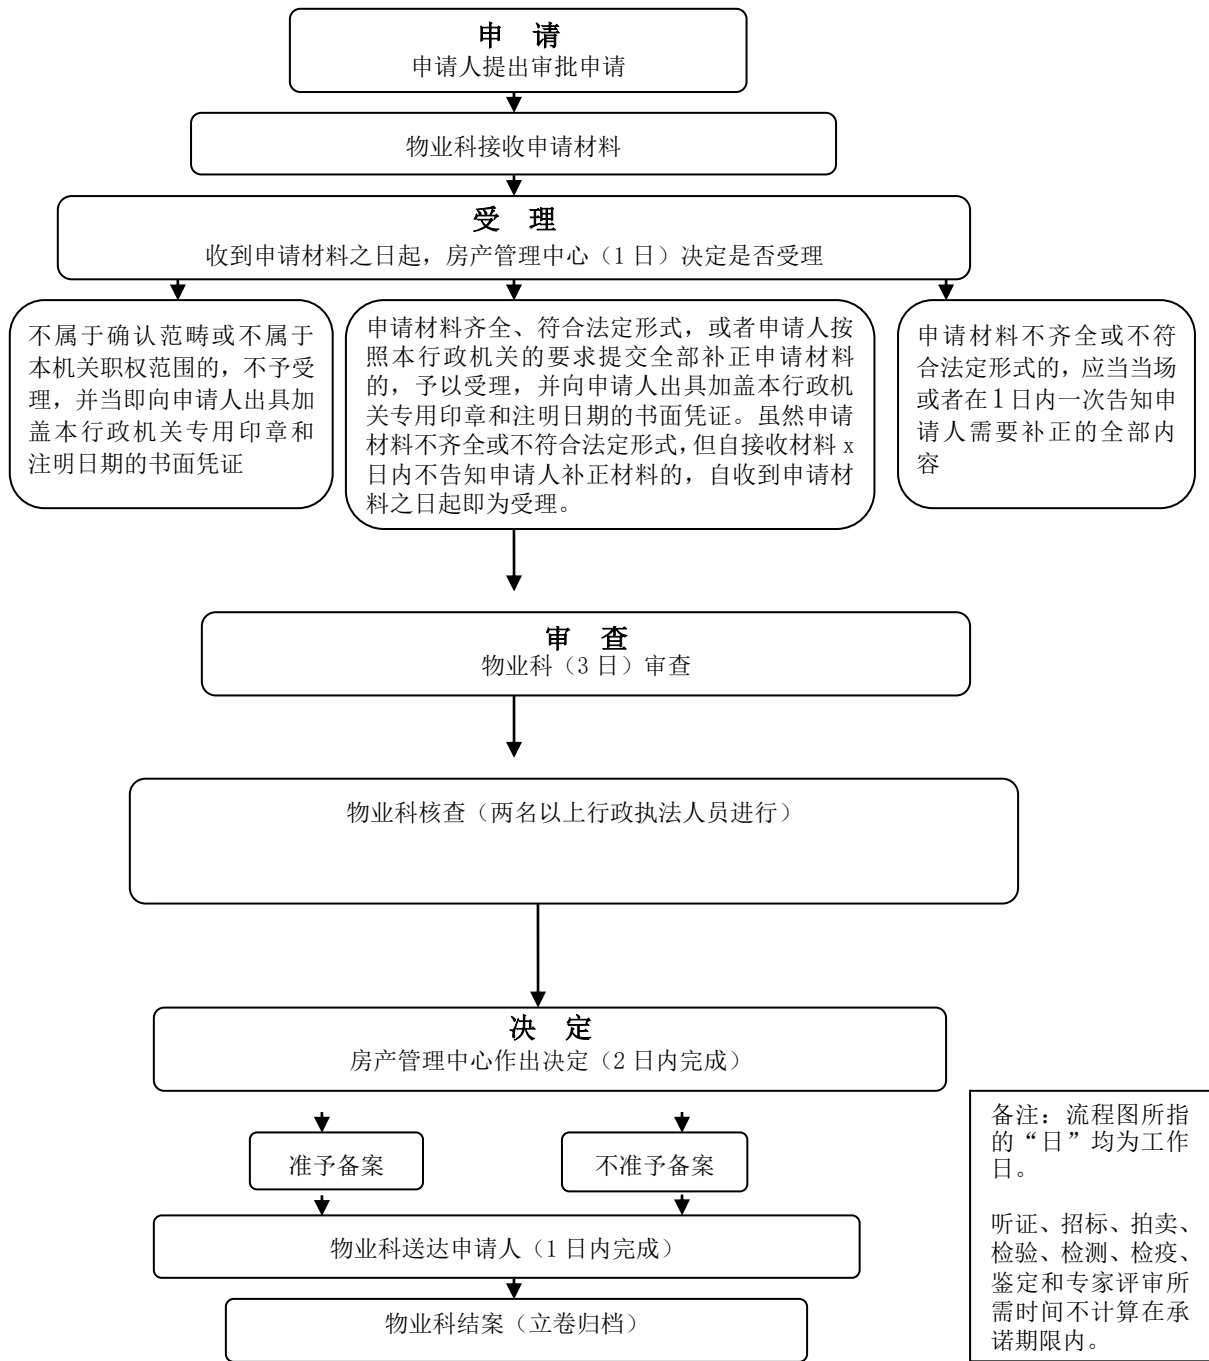 申 请
申请人提出审批申请
物业科接收申请材料
受 理
收到申请材料之日起，房产管理中心（1 日）决定是否受理
不属于确认范畴或不属于
本机关职权范围的，不予受
理，并当即向申请人出具加
盖本行政机关专用印章和
注明日期的书面凭证
申请材料齐全、符合法定形式，或者申请人按
照本行政机关的要求提交全部补正申请材料
的，予以受理，并向申请人出具加盖本行政机
关专用印章和注明日期的书面凭证。虽然申请
材料不齐全或不符合法定形式，但自接收材料 x
日内不告知申请人补正材料的，自收到申请材
料之日起即为受理。
申请材料不齐全或不符
合法定形式的，应当当场
或者在1日内一次告知申
请人需要补正的全部内
容
审 查
物业科（3 日）审查
物业科核查（两名以上行政执法人员进行）
决 定
房产管理中心作出决定（2 日内完成）
准予备案
不准予备案
物业科送达申请人（1 日内完成）
物业科结案（立卷归档）
备注：流程图所指
的“日”均为工作
日。
听证、招标、拍卖、
检验、检测、检疫、
鉴定和专家评审所
需时间不计算在承
诺期限内。